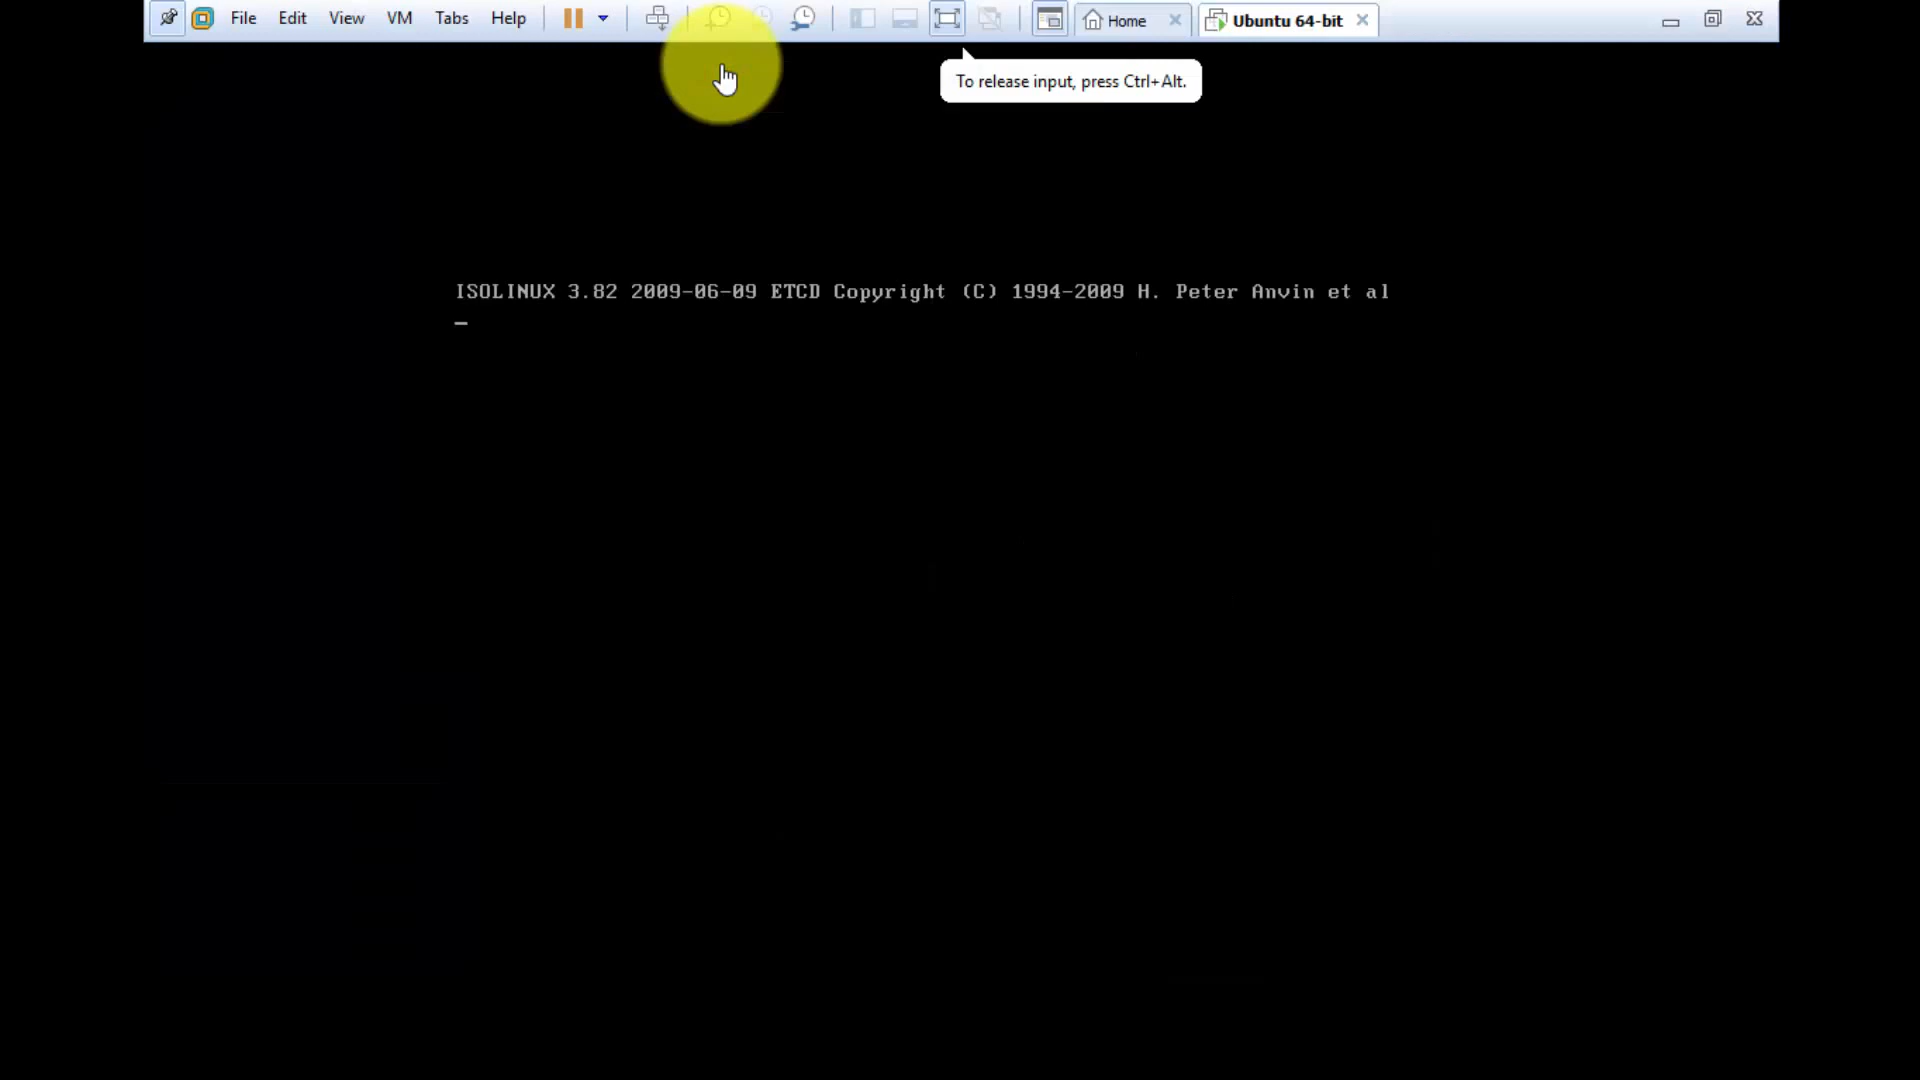 File Edit View VM Tabs Help Home Ubuntu 64-bit
To release input, press Ctrl+Alt.
ISOLINUX 3.82 2009-06-09 ETCD Copyright (C) 1994-2009 H. Peter Anvin et al
_